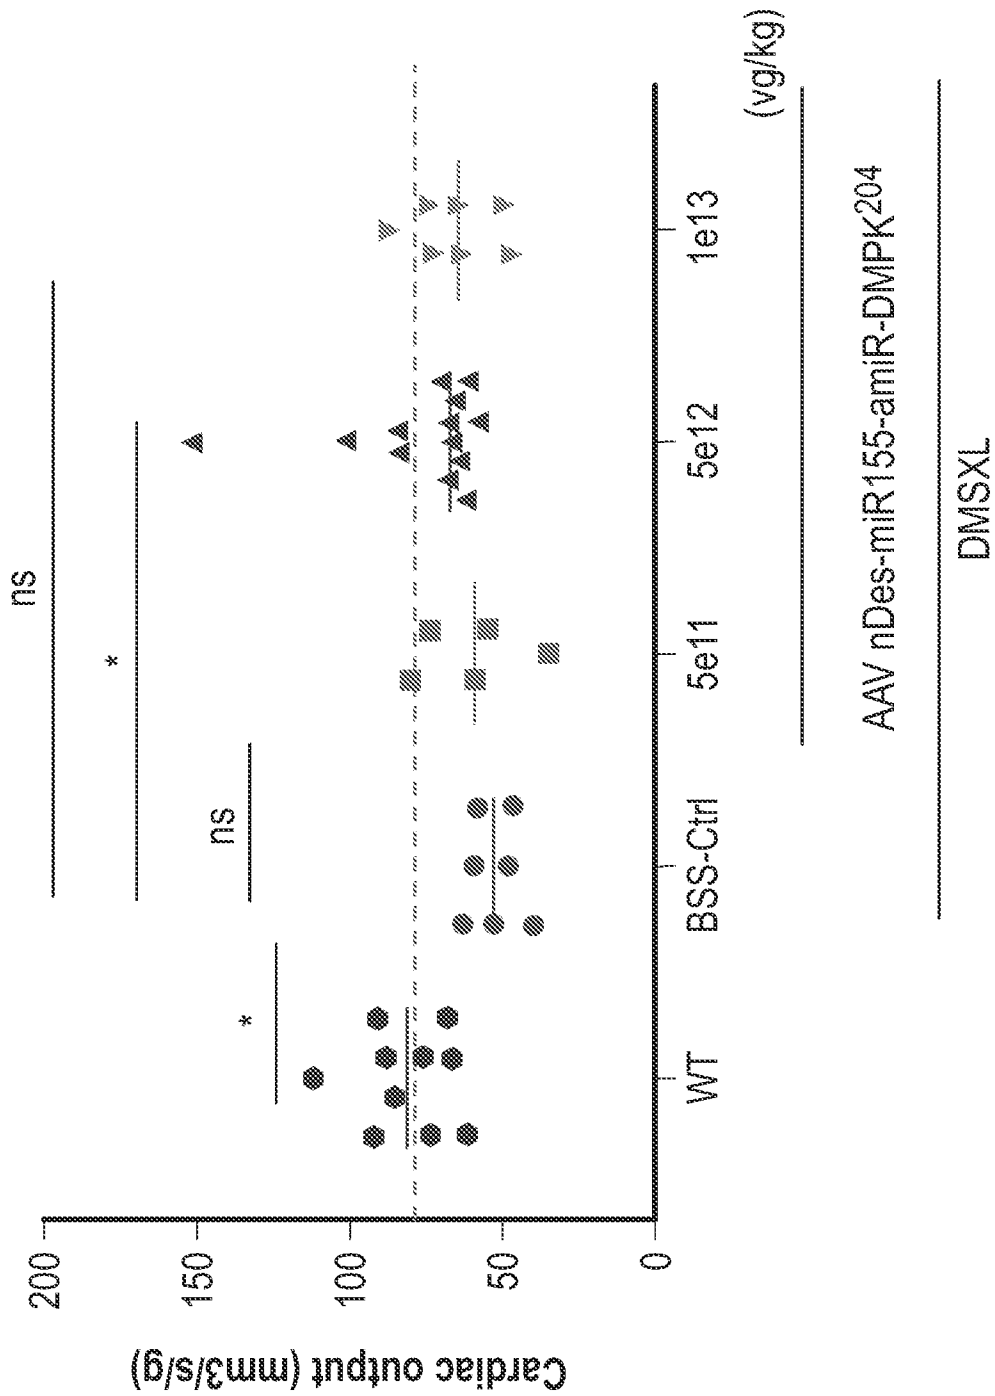 Cardiac output (mm3/s/g)
200
150
100
50
0
ns
*
ns
*
WT
BSS-Ctrl
5e11
5e12
1e13
(vg/kg)
AAV nDes-miR155-amiR-DMPK204
DMSXL